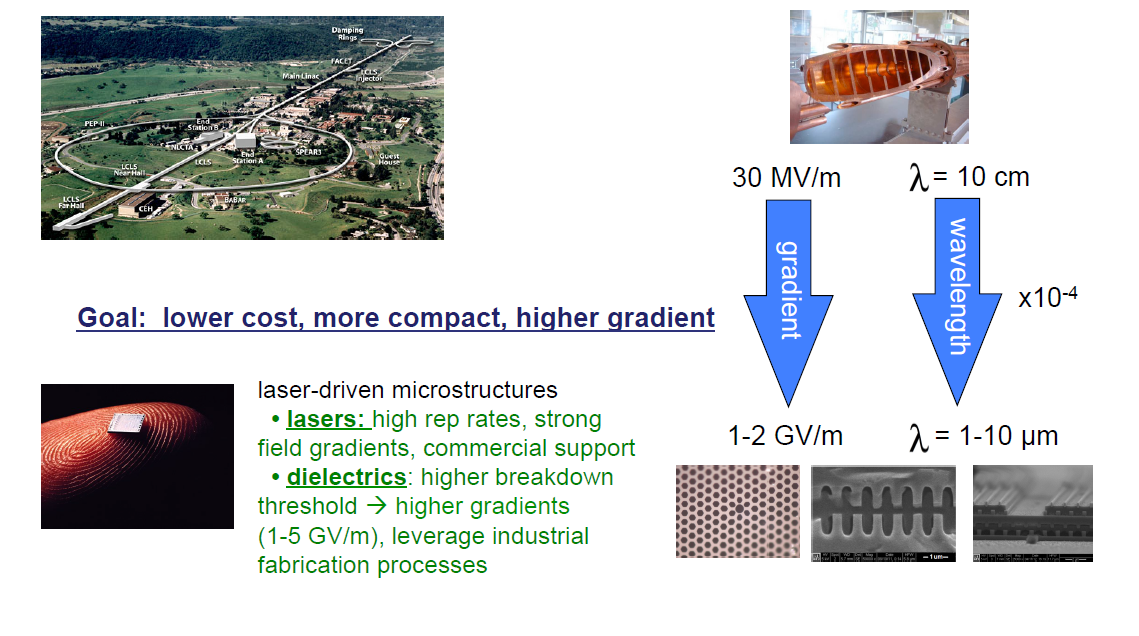 Damping
Rings
FACET
LCLS
Injector
Main Linac
PEP-II
End
Station B
NLCTA
LCLS
End
Station A
SPEAR3
Guest
House
LCLS
Near Hall
LCLS
Far Hall
CEH
BABAR
30 MV/m
λ = 10 cm
gradient
wavelength
x10-4
Goal: lower cost, more compact, higher gradient
laser-driven microstructures
• lasers: high rep rates, strong
field gradients, commercial support
• dielectrics: higher breakdown
threshold → higher gradients
(1-5 GV/m), leverage industrial
fabrication processes
1-2 GV/m
λ = 1-10 μm
1um